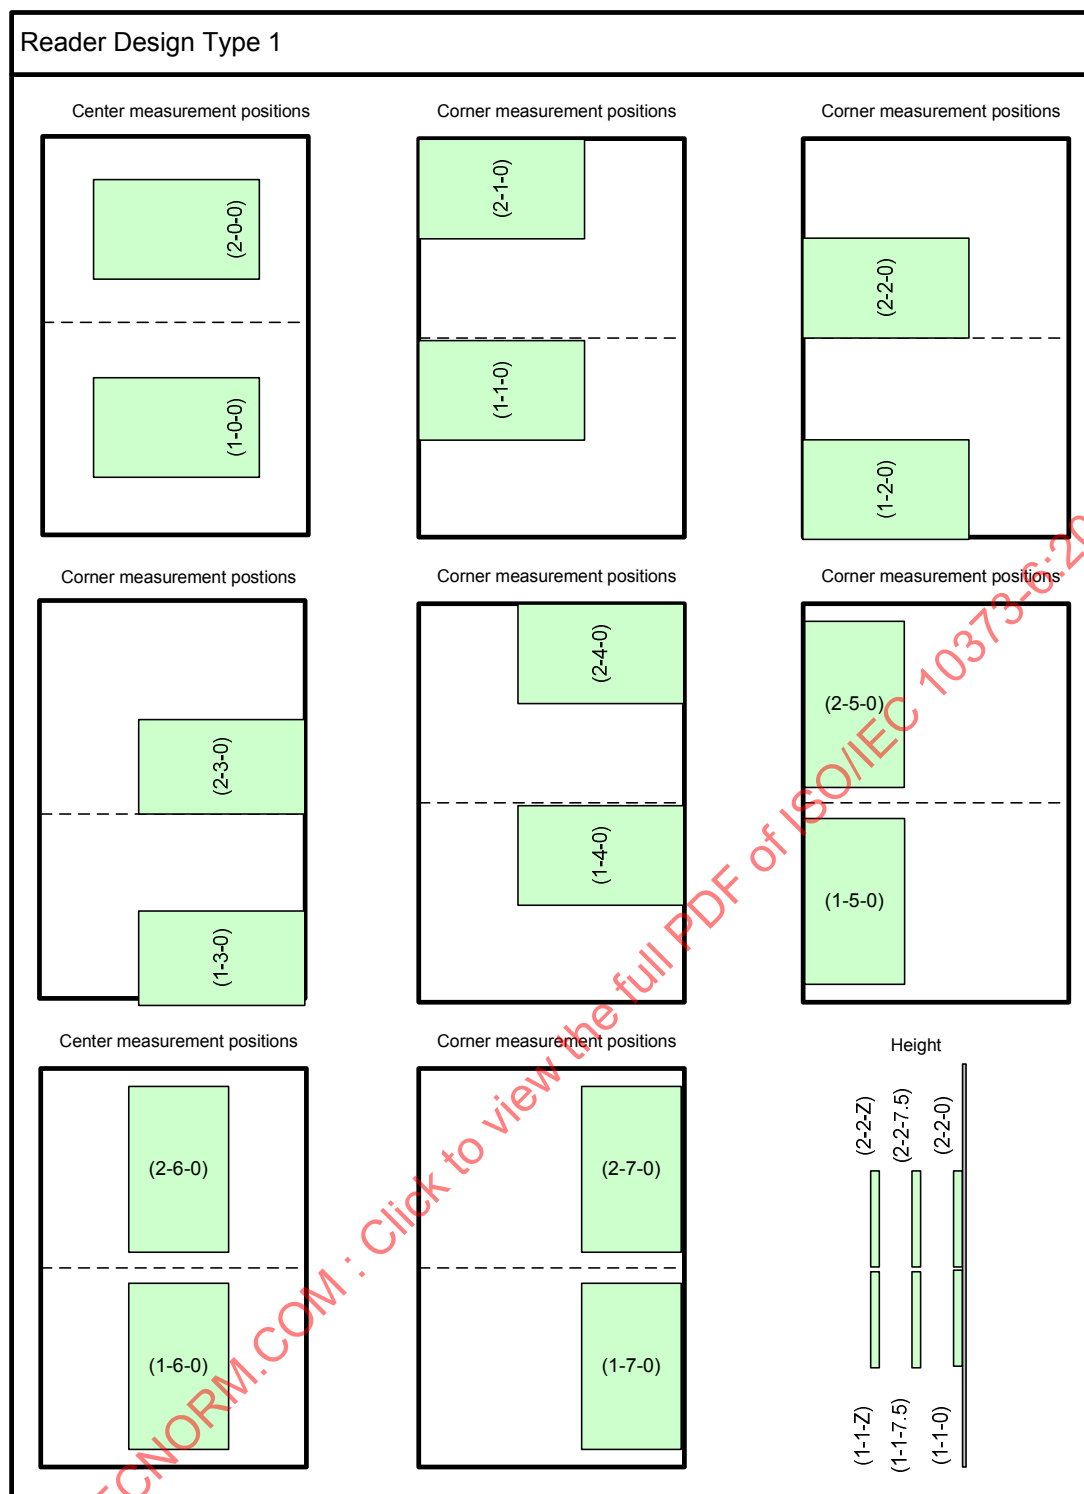 Reader Design Type 1
Center measurement positions
Corner measurement positions
Corner measurement positions
(2-0-0)
(1-0-0)
(2-1-0)
(1-1-0)
(2-2-0)
(1-2-0)
Corner measurement postions
Corner measurement positions
Corner measurement positions
(2-3-0)
(1-3-0)
(2-4-0)
(1-4-0)
(2-5-0)
(1-5-0)
Center measurement positions
Corner measurement positions
Height
(2-6-0)
(1-6-0)
(2-7-0)
(1-7-0)
(2-2-Z)
(2-2-7.5)
(2-2-0)
(1-1-Z)
(1-1-7.5)
(1-1-0)
ECNORM.COM : Click to view the full PDF of ISO/IEC 10373-6:20